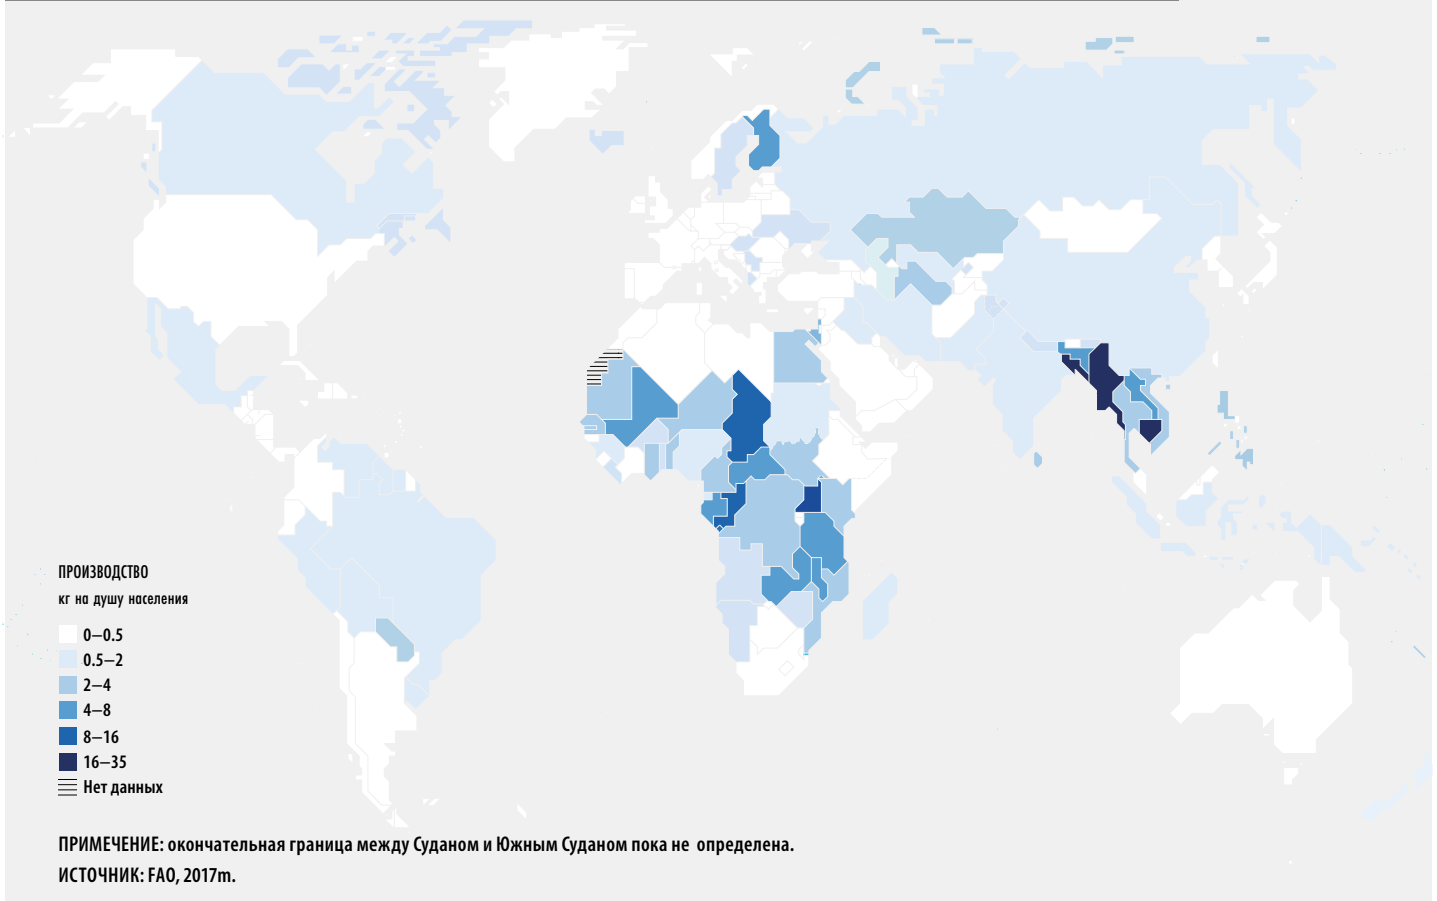 ПРОИЗВОДСТВО
кг на душу населения
0–0.5
0.5–2
2–4
4–8
8–16
16–35
Нет данных
ПРИМЕЧЕНИЕ: окончательная граница между Суданом и Южным Суданом пока не определена.
ИСТОЧНИК: FAO, 2017m.